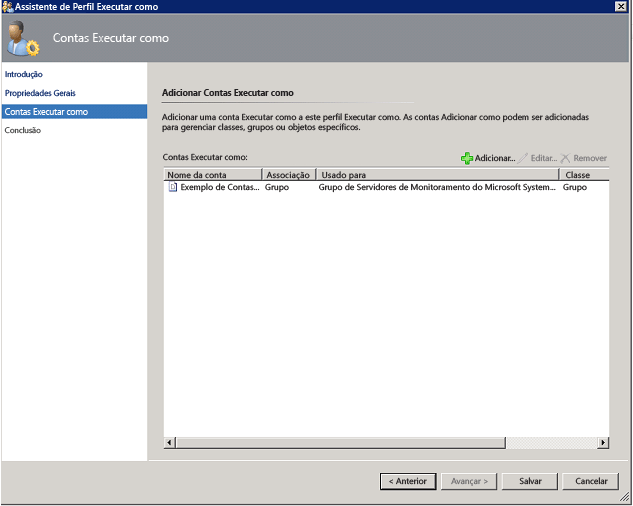 Assistente de Perfil Executar como
Contas Executar como
Introdução
Propriedades Gerais
Contas Executar como
Conclusão
Adicionar Contas Executar como
Adicionar uma conta Executar como a este perfil Executar como. As contas Adicionar como podem ser adicionadas
para gerenciar classes, grupos ou objetos específicos.
Contas Executar como:
Adicionar... Editar... Remover
Nome da conta Associação Usado para Classe
Exemplo de Contas... Grupo Grupo de Servidores de Monitoramento do Microsoft System... Grupo
< Anterior Avançar > Salvar Cancelar